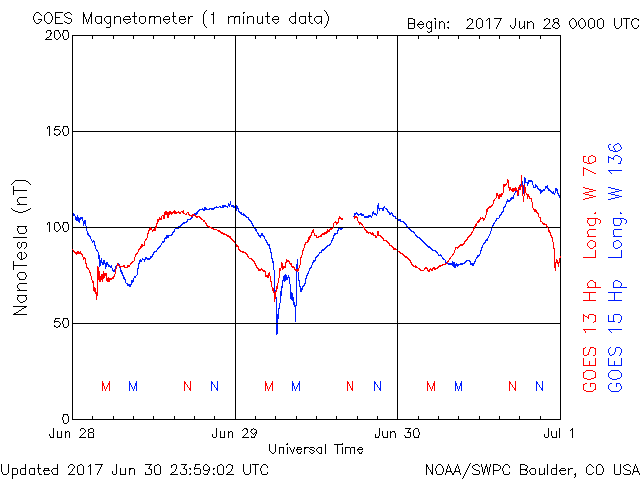 GOES Magnetometer (1 minute data)
Begin: 2017 Jun 28 0000 UTC
200
150
100
50
0
NanoTesla (nT)
M M N N M M N N M M N N
Jun 28 Jun 29 Jun 30 Jul 1
Universal Time
GOES 13 Hp Long. W 76
GOES 15 Hp Long. W 136
Updated 2017 Jun 30 23:59:02 UTC
NOAA/SWPC Boulder, CO USA